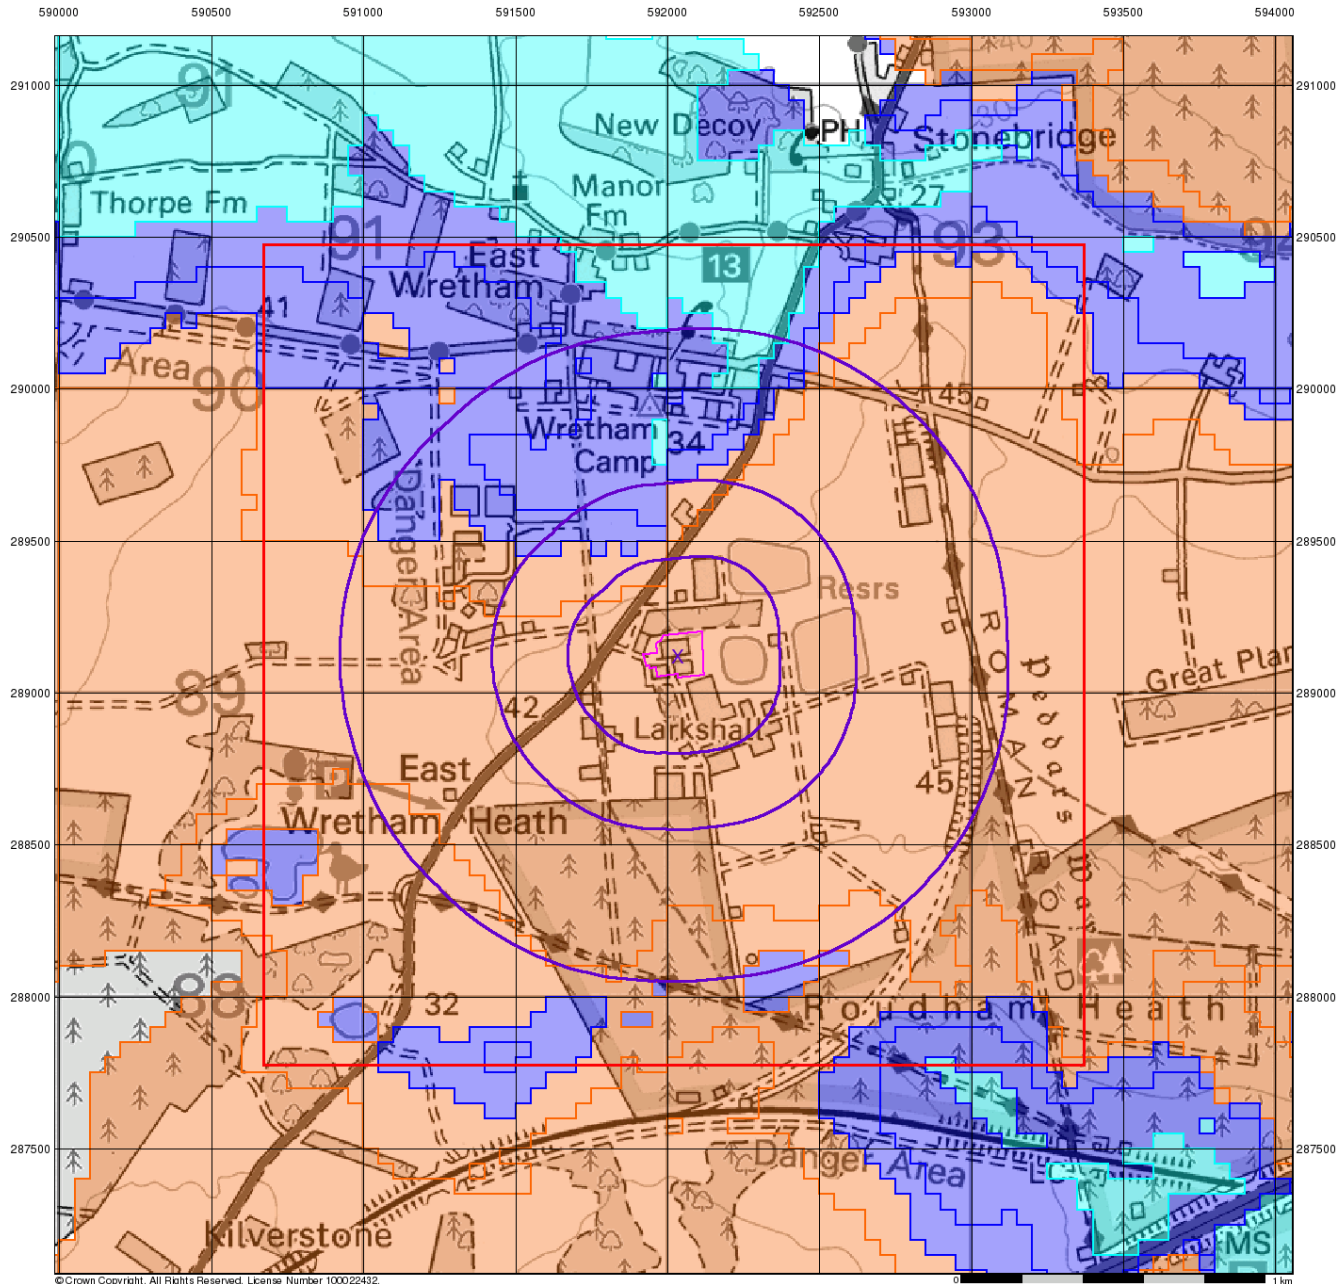 590000 590500 591000 591500 592000 592500 593000 593500 594000
291000 291000
91
New Decoy PH Stonebridge
Thorpe Fm
Manor
Fm
27
290500 290500
91 93 94
East
Wretham
13
41
Area
290000 290000
90
45
Wretham
Camp
34
Danger Area
289500 289500
Resrs
ROMAN ROAD
Peddars Way
Great Plan
289000 289000
89
42
Larkshall
East
Wretham Heath
45
288500 288500
88
288000 288000
32
Roudham Heath
287500 287500
Danger Area
Kilverstone
MS
© Crown Copyright. All Rights Reserved. License Number 100022432.
0 1 km